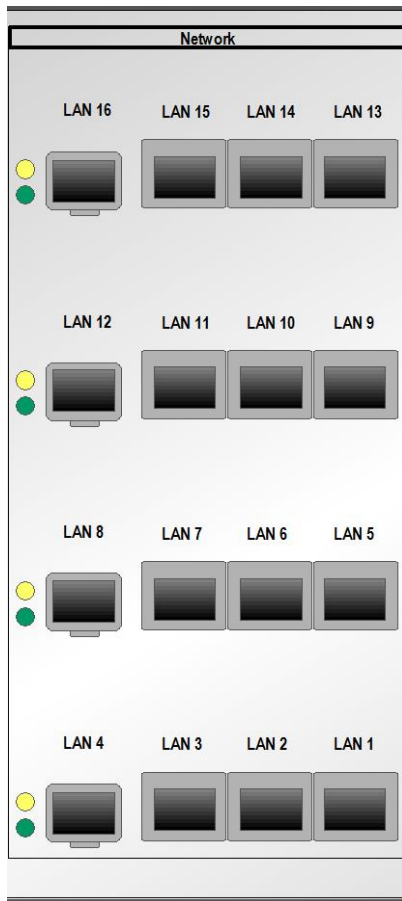 Network
LAN 16 LAN 15 LAN 14 LAN 13
LAN 12 LAN 11 LAN 10 LAN 9
LAN 8 LAN 7 LAN 6 LAN 5
LAN 4 LAN 3 LAN 2 LAN 1